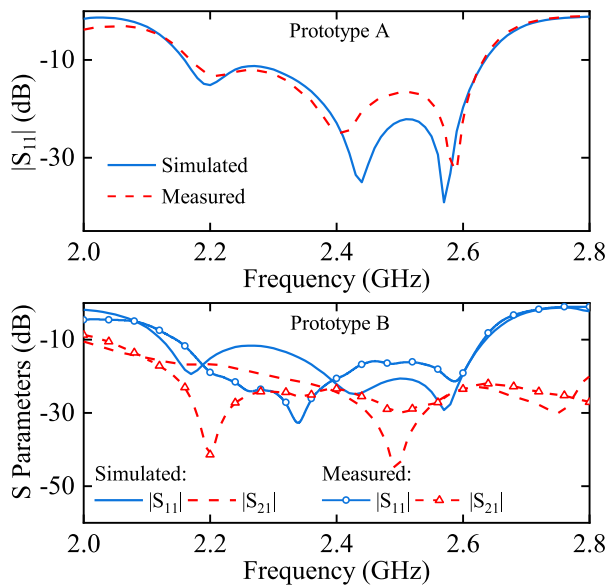 Prototype A
-10
-30
|S11| (dB)
Simulated
Measured
2.0 2.2 2.4 2.6 2.8
Frequency (GHz)
Prototype B
-10
-30
-50
S Parameters (dB)
Simulated: Measured:
|S11| |S21| |S11| |S21|
2.0 2.2 2.4 2.6 2.8
Frequency (GHz)